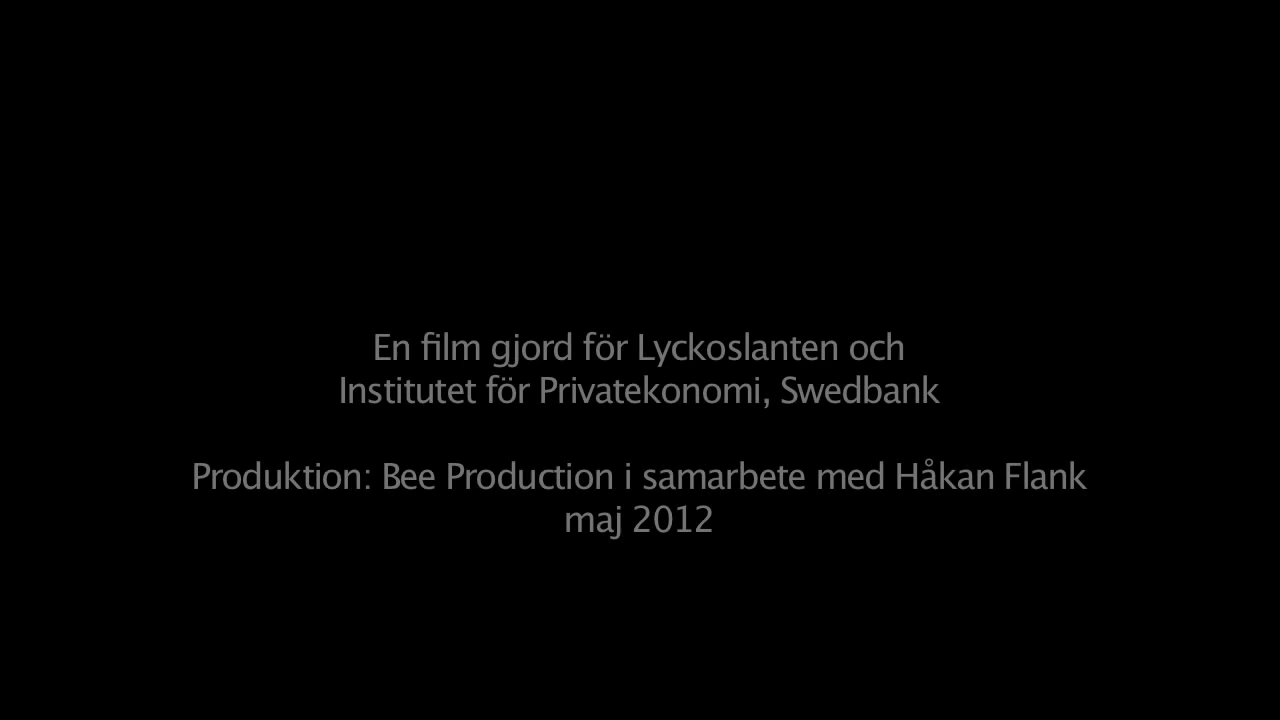 En film gjord för Lyckoslanten och
Institutet för Privatekonomi, Swedbank
Produktion: Bee Production i samarbete med Håkan Flank
maj 2012